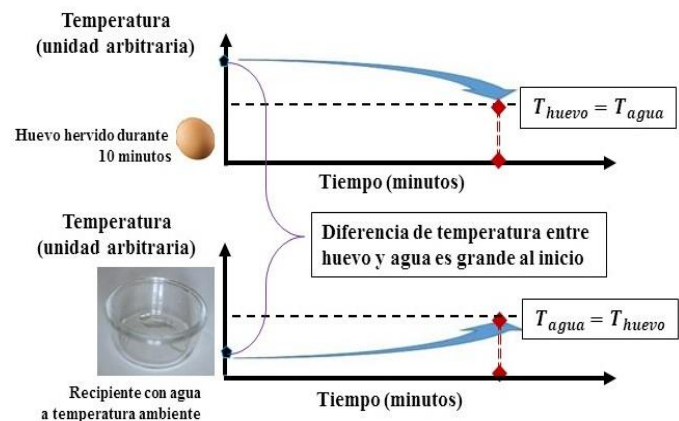 Temperatura
(unidad arbitraria)
T_huevo = T_agua
Huevo hervido durante
10 minutos
Tiempo (minutos)
Temperatura
(unidad arbitraria)
Diferencia de temperatura entre
huevo y agua es grande al inicio
T_agua = T_huevo
Recipiente con agua
a temperatura ambiente
Tiempo (minutos)